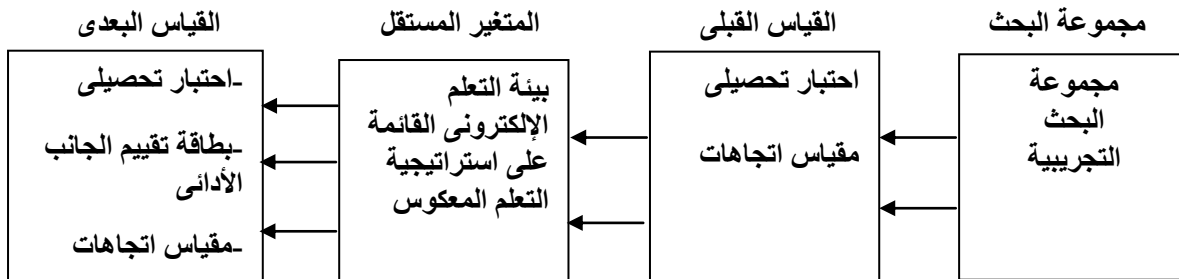 مجموعة البحث
القياس القبلى
المتغير المستقل
القياس البعدى
مجموعة
البحث
التجريبية
احتبار تحصيلى
مقياس اتجاهات
بيئة التعلم
الإلكترونى القائمة
على استراتيجية
التعلم المعكوس
-احتبار تحصيلى
-بطاقة تقييم الجانب
الأدائى
-مقياس اتجاهات